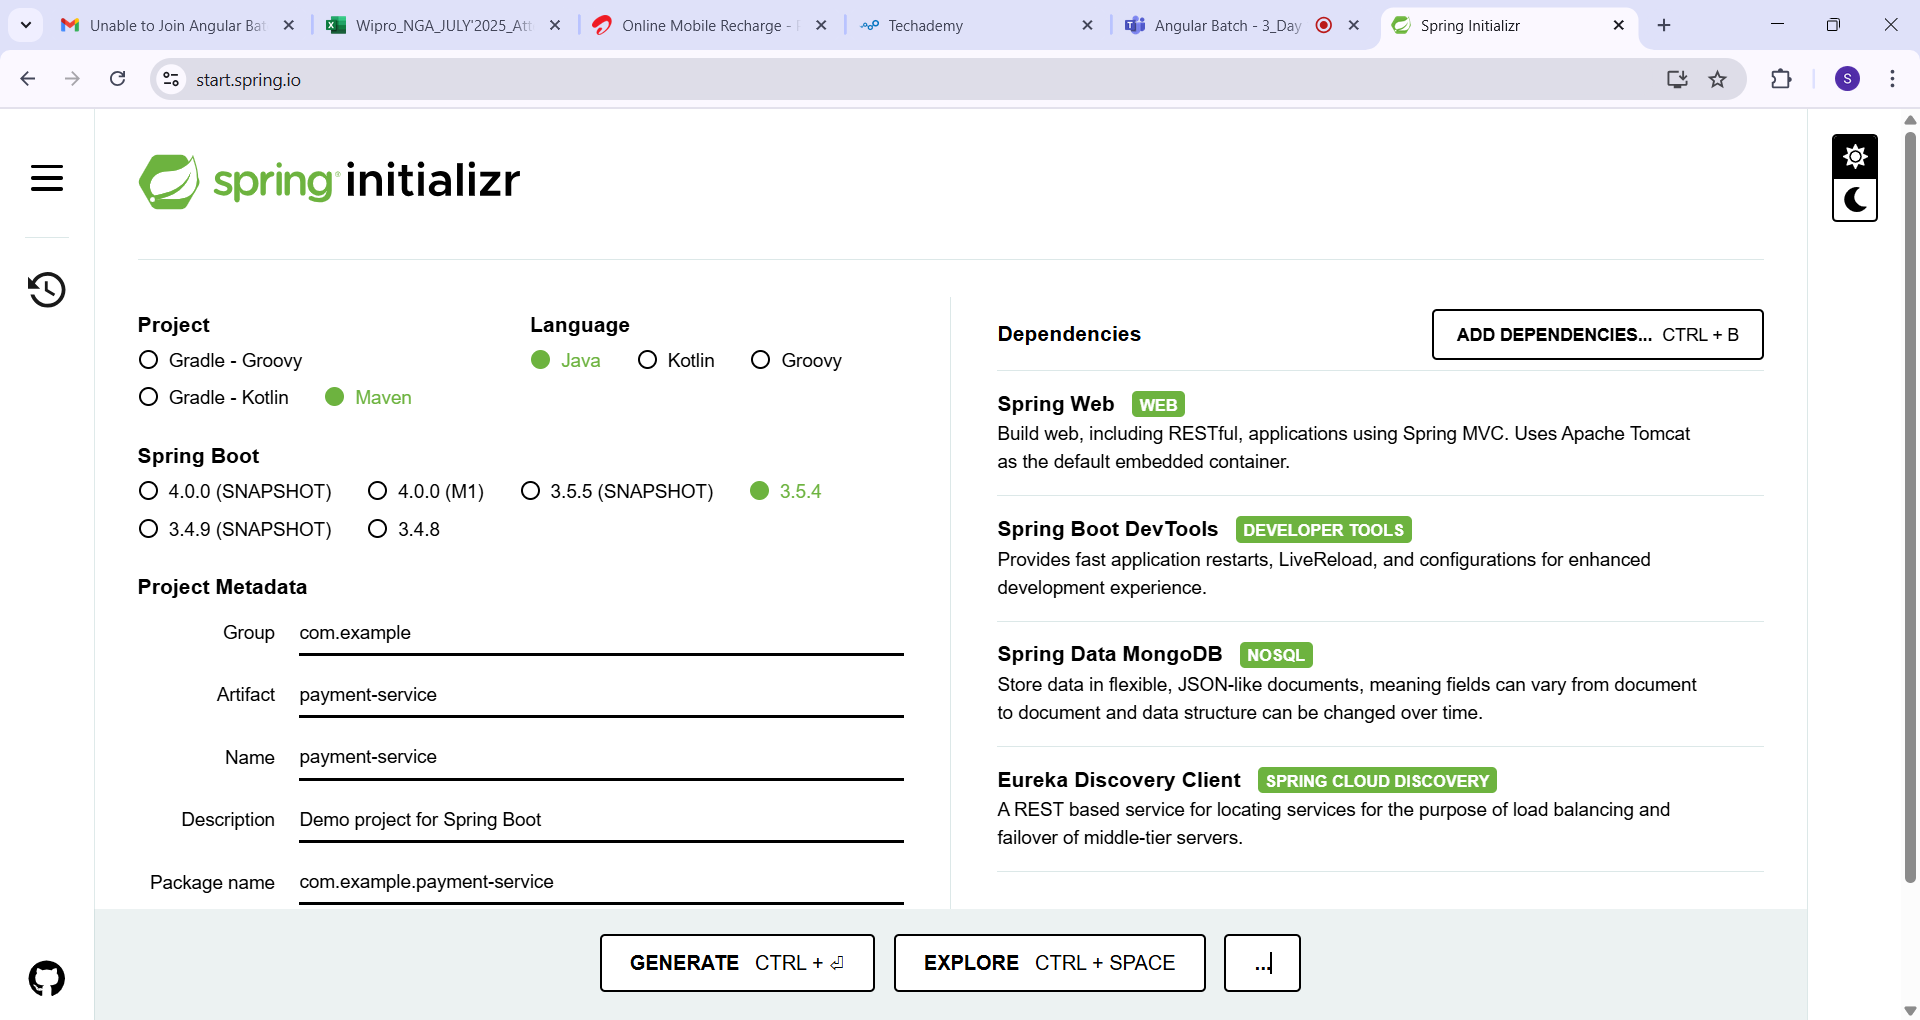 Unable to Join Angular Bat
Wipro_NGA_JULY'2025_Att
Online Mobile Recharge -
Techademy
Angular Batch - 3_Day
Spring Initializr
start.spring.io
S
spring initializr
Project
Gradle - Groovy
Gradle - Kotlin
Maven
Language
Java
Kotlin
Groovy
Spring Boot
4.0.0 (SNAPSHOT)
4.0.0 (M1)
3.5.5 (SNAPSHOT)
3.5.4
3.4.9 (SNAPSHOT)
3.4.8
Project Metadata
Group com.example
Artifact payment-service
Name payment-service
Description Demo project for Spring Boot
Package name com.example.payment-service
Dependencies
ADD DEPENDENCIES... CTRL + B
Spring Web WEB
Build web, including RESTful, applications using Spring MVC. Uses Apache Tomcat
as the default embedded container.
Spring Boot DevTools DEVELOPER TOOLS
Provides fast application restarts, LiveReload, and configurations for enhanced
development experience.
Spring Data MongoDB NOSQL
Store data in flexible, JSON-like documents, meaning fields can vary from document
to document and data structure can be changed over time.
Eureka Discovery Client SPRING CLOUD DISCOVERY
A REST based service for locating services for the purpose of load balancing and
failover of middle-tier servers.
GENERATE CTRL + ⏎
EXPLORE CTRL + SPACE
...